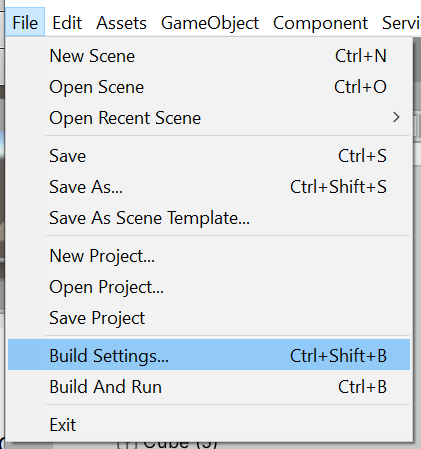 File Edit Assets GameObject Component Servi
New Scene Ctrl+N
Open Scene Ctrl+O
Open Recent Scene
Save Ctrl+S
Save As... Ctrl+Shift+S
Save As Scene Template...
New Project...
Open Project...
Save Project
Build Settings... Ctrl+Shift+B
Build And Run Ctrl+B
Exit
Cube (3)